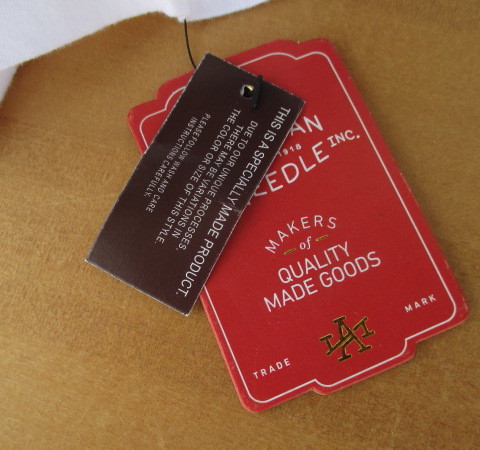 THIS IS A SPECIALLY MADE PRODUCT.
DUE TO OUR UNIQUE PROCESSES,
THERE MAY BE VARIATIONS IN
THE COLOR OR SIZE OF THIS STYLE.
PLEASE FOLLOW WASH AND CARE
INSTRUCTIONS CAREFULLY.
1918
INC.
MAKERS
of
QUALITY
MADE GOODS
TRADE MARK